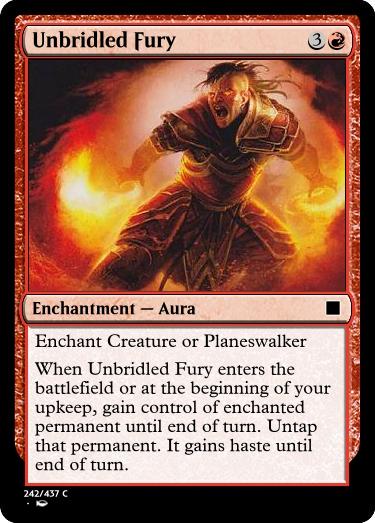 Unbridled Fury 3
Enchantment — Aura
Enchant Creature or Planeswalker
When Unbridled Fury enters the
battlefield or at the beginning of your
upkeep, gain control of enchanted
permanent until end of turn. Untap
that permanent. It gains haste until
end of turn.
242/437 C